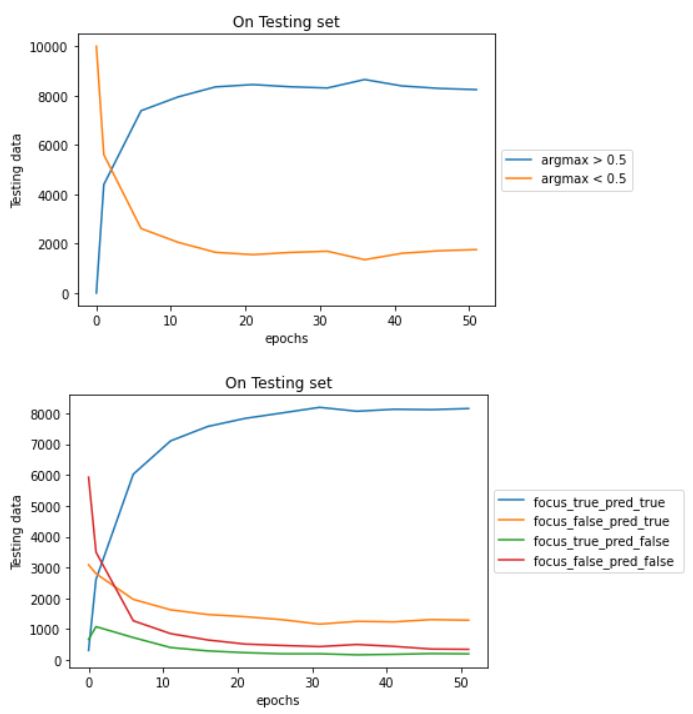 On Testing set
10000
8000
6000
4000
2000
0
Testing data
0 10 20 30 40 50
epochs
argmax > 0.5
argmax < 0.5
On Testing set
8000
7000
6000
5000
4000
3000
2000
1000
0
Testing data
0 10 20 30 40 50
epochs
focus_true_pred_true
focus_false_pred_true
focus_true_pred_false
focus_false_pred_false